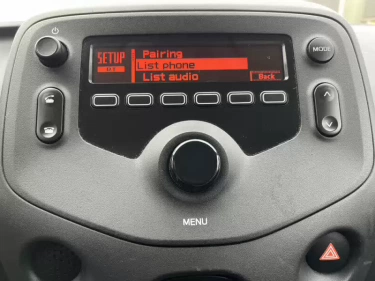 SETUP
Pairing
List phone
List audio
Back
MODE
MENU